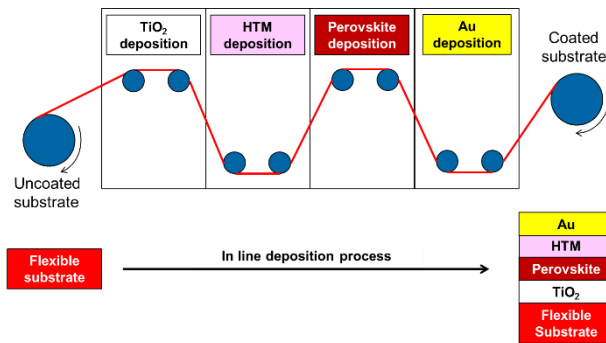 TiO₂
deposition
HTM
deposition
Perovskite
deposition
Au
deposition
Coated
substrate
Uncoated
substrate
Flexible
substrate
In line deposition process
Au
HTM
Perovskite
TiO₂
Flexible
Substrate